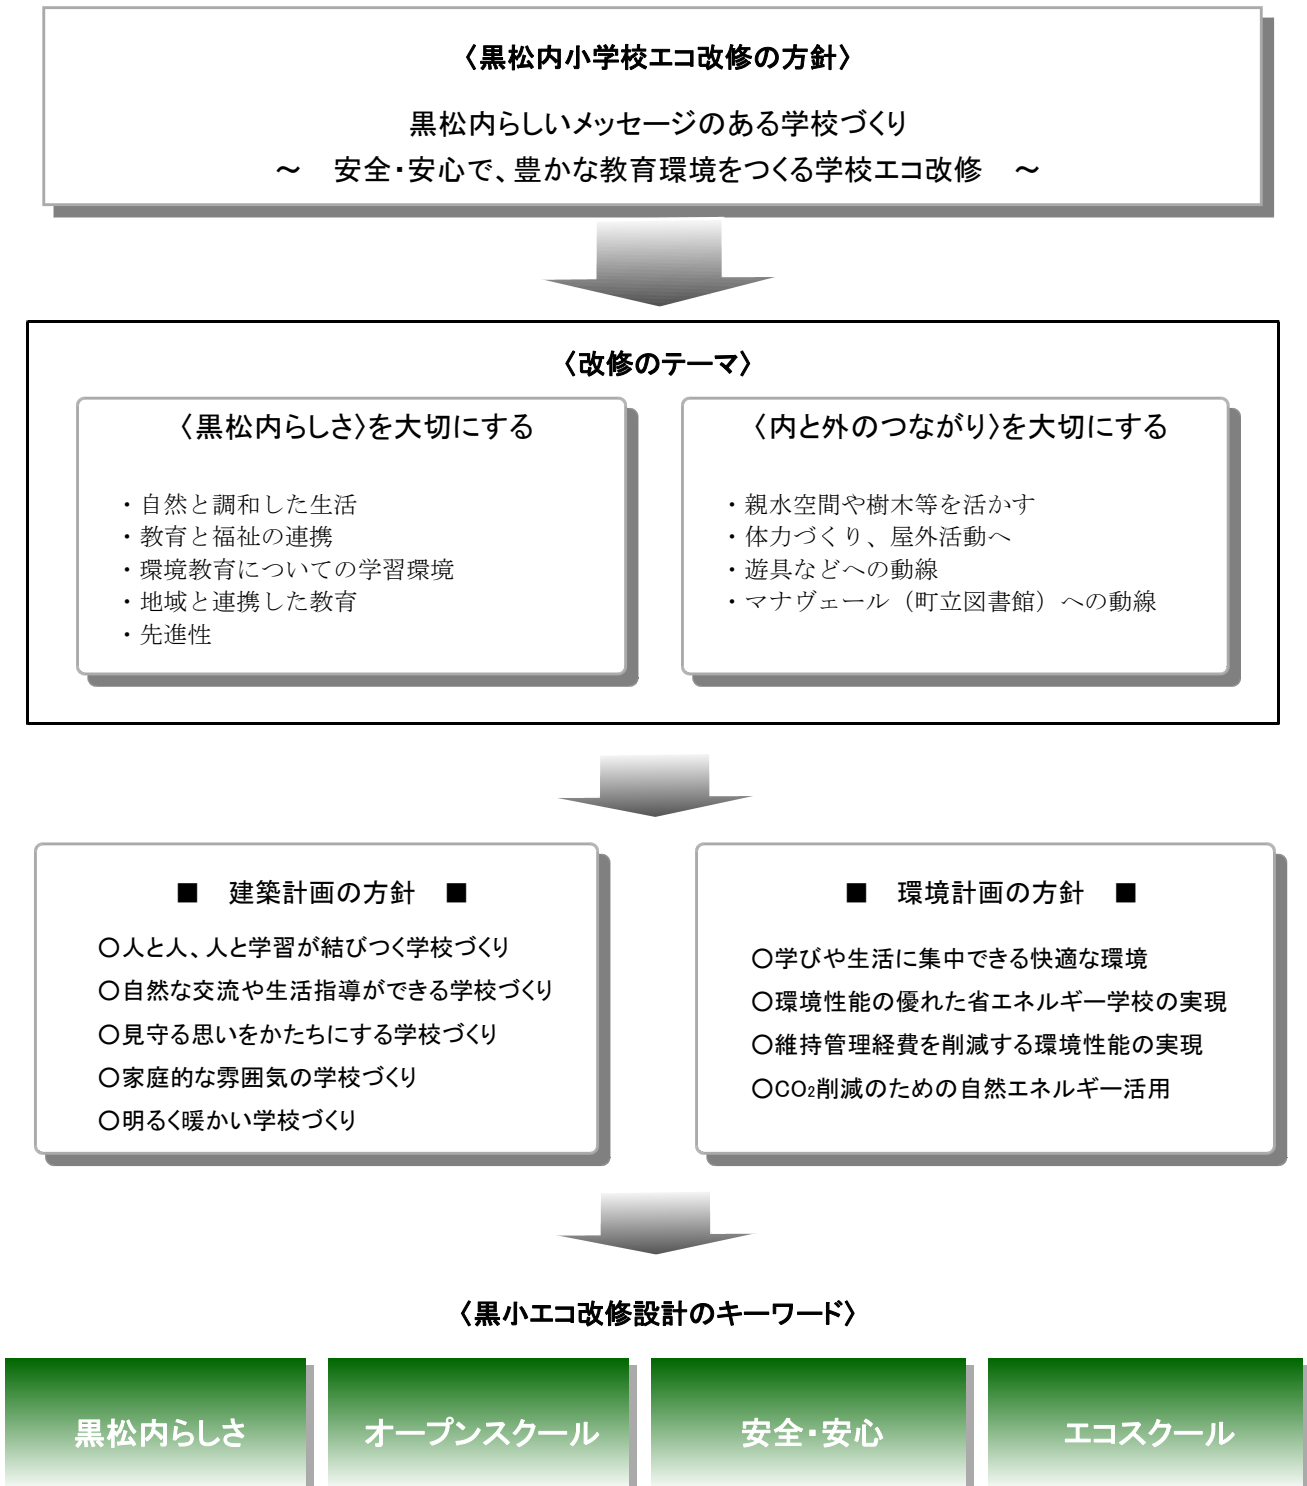 〈黒松内小学校エコ改修の方針〉
黒松内らしいメッセージのある学校づくり
～　安全・安心で、豊かな教育環境をつくる学校エコ改修　～
〈改修のテーマ〉
〈黒松内らしさ〉を大切にする
・自然と調和した生活
・教育と福祉の連携
・環境教育についての学習環境
・地域と連携した教育
・先進性
〈内と外のつながり〉を大切にする
・親水空間や樹木等を活かす
・体力づくり、屋外活動へ
・遊具などへの動線
・マナヴェール（町立図書館）への動線
■　建築計画の方針　■
○人と人、人と学習が結びつく学校づくり
○自然な交流や生活指導ができる学校づくり
○見守る思いをかたちにする学校づくり
○家庭的な雰囲気の学校づくり
○明るく暖かい学校づくり
■　環境計画の方針　■
○学びや生活に集中できる快適な環境
○環境性能の優れた省エネルギー学校の実現
○維持管理経費を削減する環境性能の実現
○CO₂削減のための自然エネルギー活用
〈黒小エコ改修設計のキーワード〉
黒松内らしさ
オープンスクール
安全・安心
エコスクール